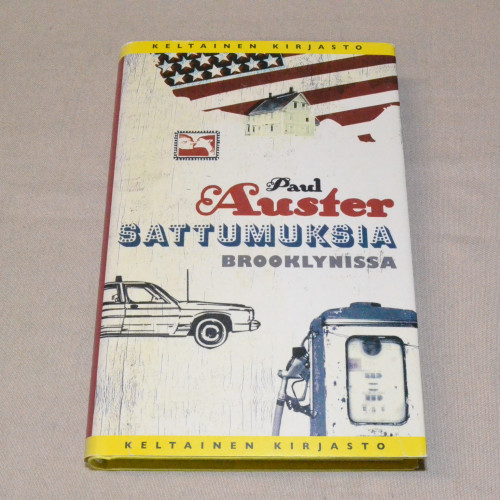 KELTAINEN KIRJASTO
Paul
Auster
SATTUMUKSIA
BROOKLYNISSA
KELTAINEN KIRJASTO